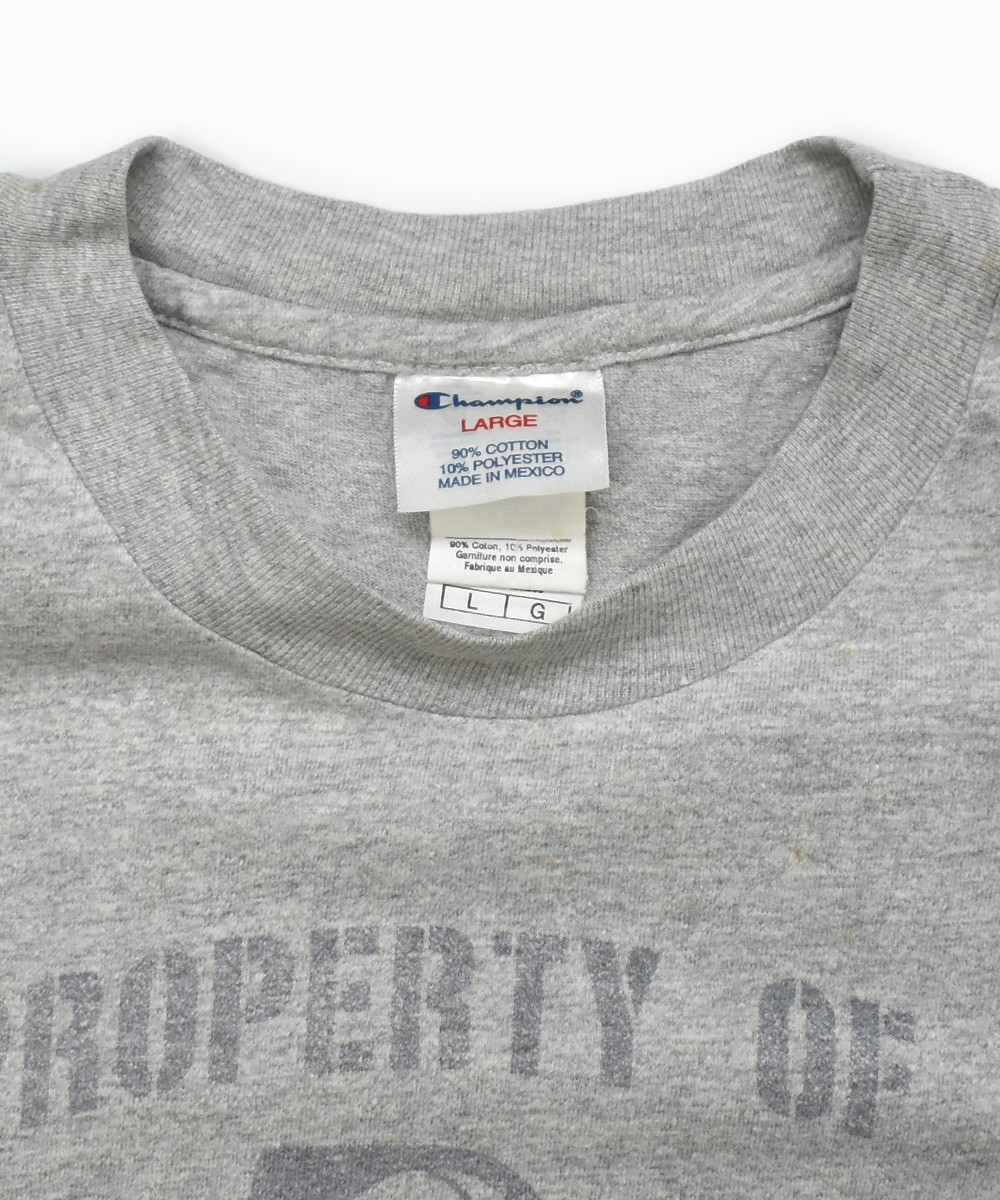 Champion®
LARGE
90% COTTON
10% POLYESTER
MADE IN MEXICO
90% Coton, 10% Polyester
Garniture non comprise.
Fabrique au Mexique
L G
PROPERTY OF